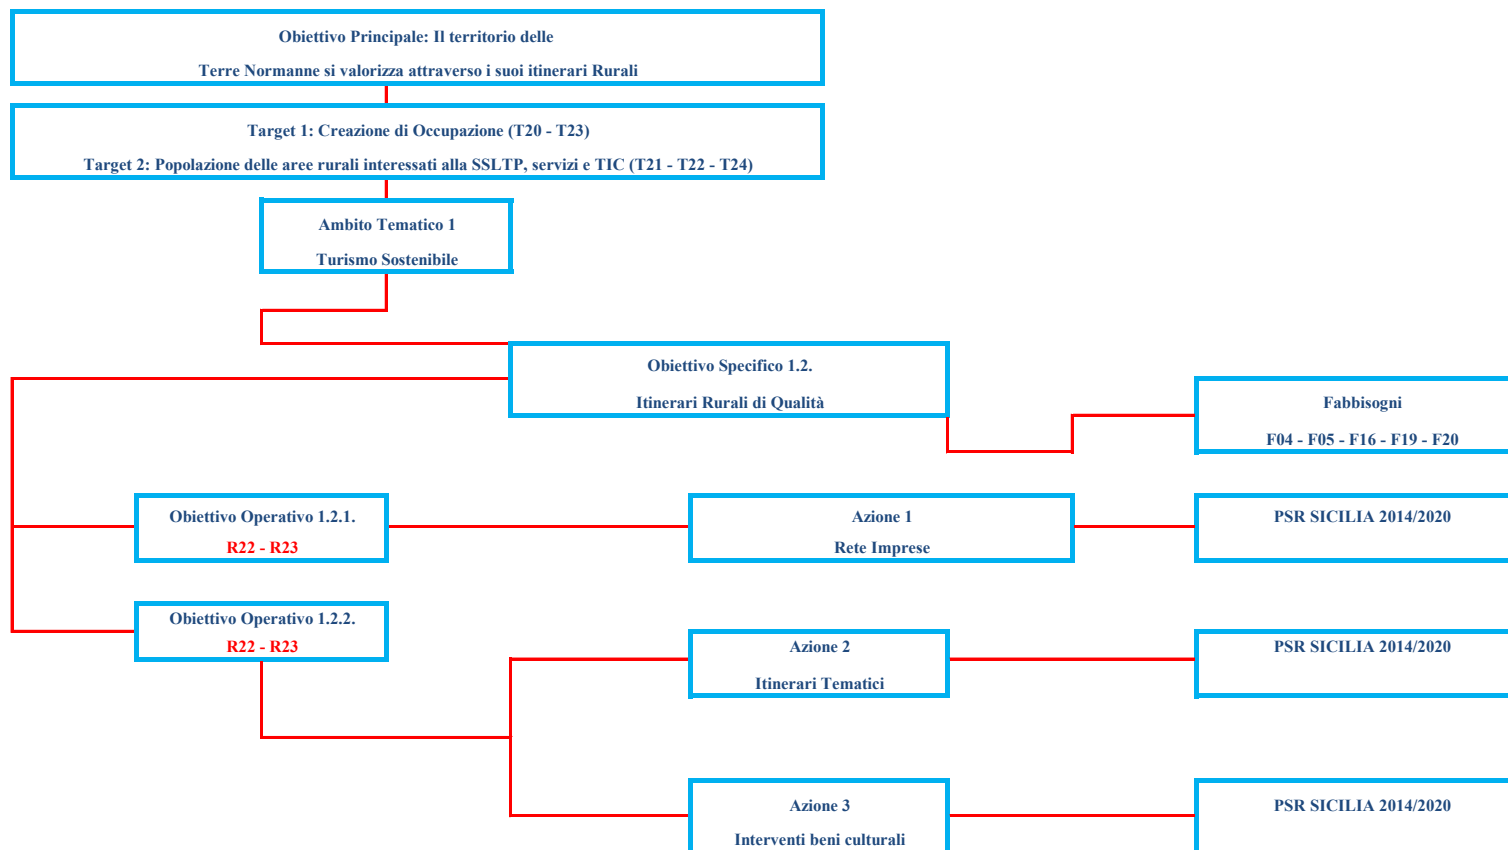 Obiettivo Principale: Il territorio delle
Terre Normanne si valorizza attraverso i suoi itinerari Rurali
Target 1: Creazione di Occupazione (T20 - T23)
Target 2: Popolazione delle aree rurali interessati alla SSLTP, servizi e TIC (T21 - T22 - T24)
Ambito Tematico 1
Turismo Sostenibile
Obiettivo Specifico 1.2.
Itinerari Rurali di Qualità
Fabbisogni
F04 - F05 - F16 - F19 - F20
Obiettivo Operativo 1.2.1.
R22 - R23
Azione 1
Rete Imprese
PSR SICILIA 2014/2020
Obiettivo Operativo 1.2.2.
R22 - R23
Azione 2
Itinerari Tematici
PSR SICILIA 2014/2020
Azione 3
Interventi beni culturali
PSR SICILIA 2014/2020